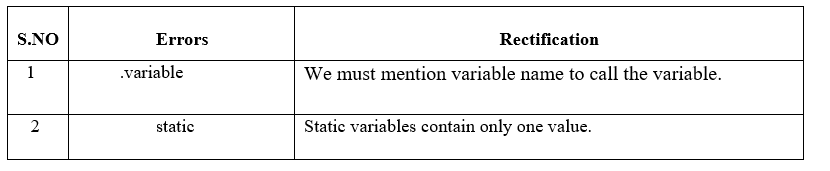 S.NO Errors Rectification
1 .variable We must mention variable name to call the variable.
2 static Static variables contain only one value.